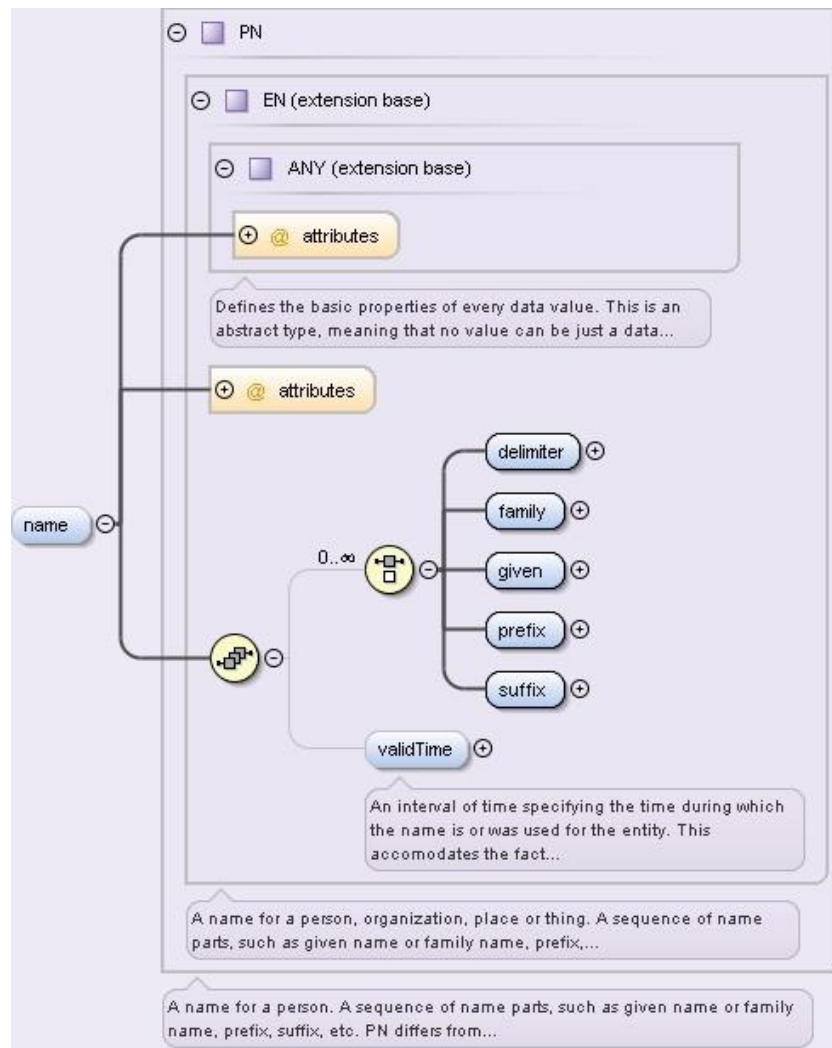 PN
EN (extension base)
ANY (extension base)
@ attributes
Defines the basic properties of every data value. This is an
abstract type, meaning that no value can be just a data...
@ attributes
delimiter
family
name
0..∞
given
prefix
suffix
validTime
An interval of time specifying the time during which
the name is or was used for the entity. This
accomodates the fact...
A name for a person, organization, place or thing. A sequence of name
parts, such as given name or family name, prefix,...
A name for a person. A sequence of name parts, such as given name or family
name, prefix, suffix, etc. PN differs from...